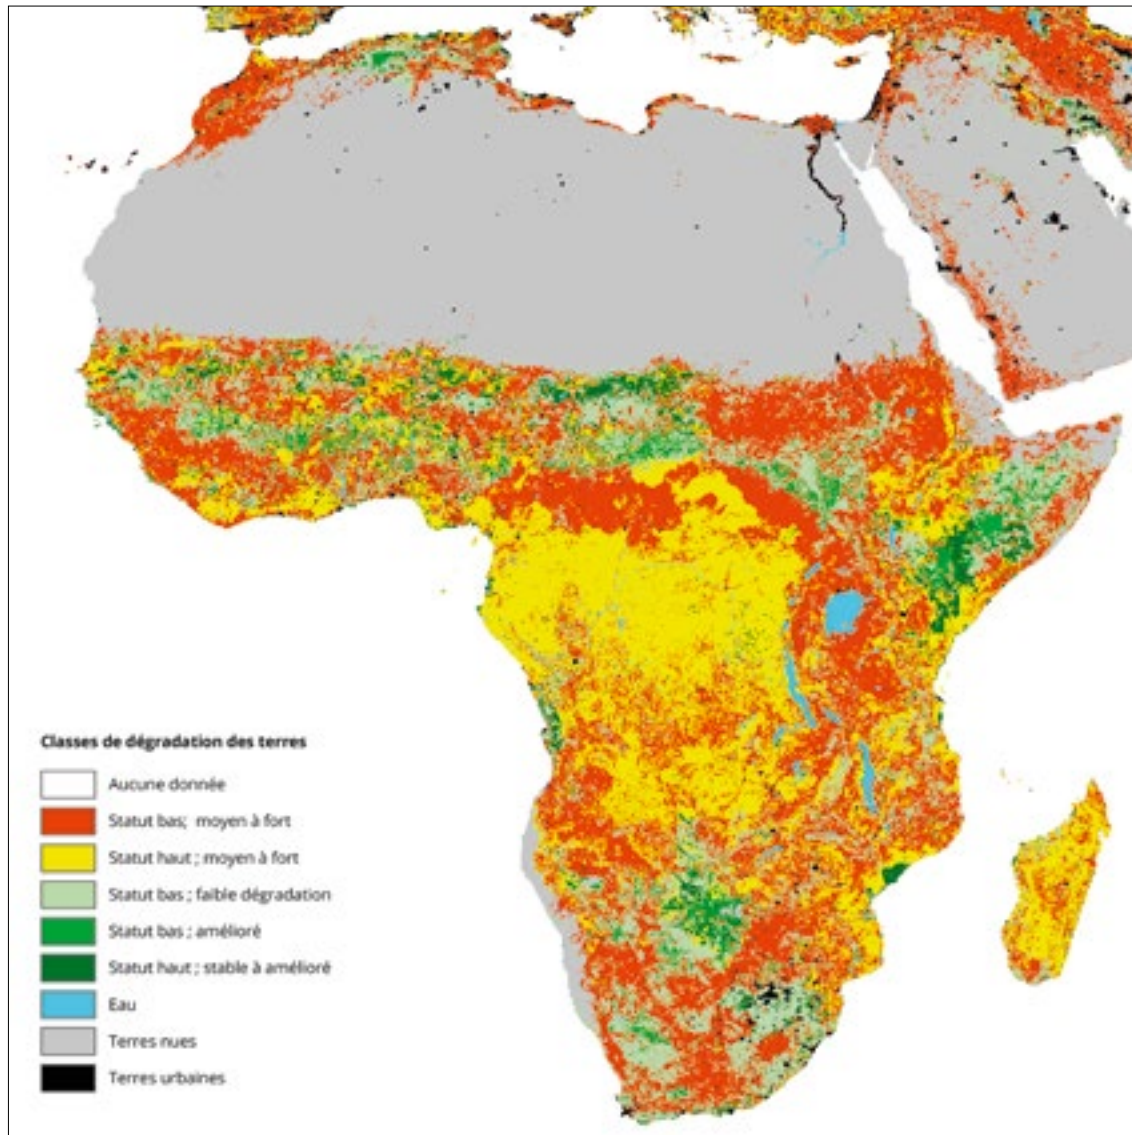 Classes de dégradation des terres
Aucune donnée
Statut bas; moyen à fort
Statut haut ; moyen à fort
Statut bas ; faible dégradation
Statut bas ; amélioré
Statut haut ; stable à amélioré
Eau
Terres nues
Terres urbaines